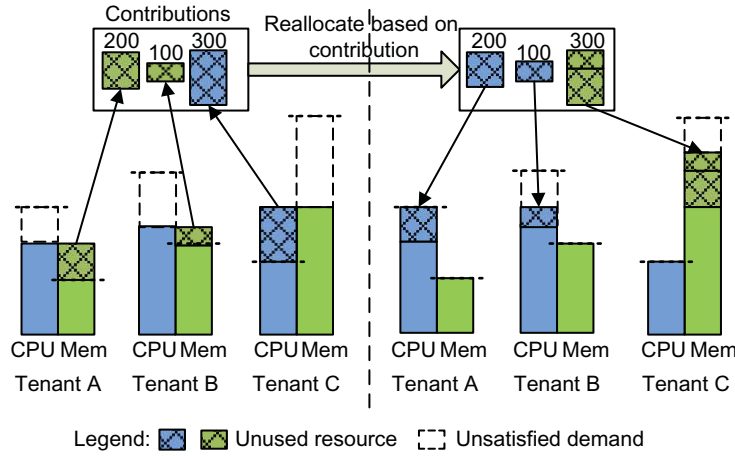 Contributions
200 100 300
Reallocate based on
contribution
200 100 300
CPU Mem CPU Mem CPU Mem CPU Mem CPU Mem CPU Mem
Tenant A Tenant B Tenant C Tenant A Tenant B Tenant C
Legend: Unused resource Unsatisfied demand